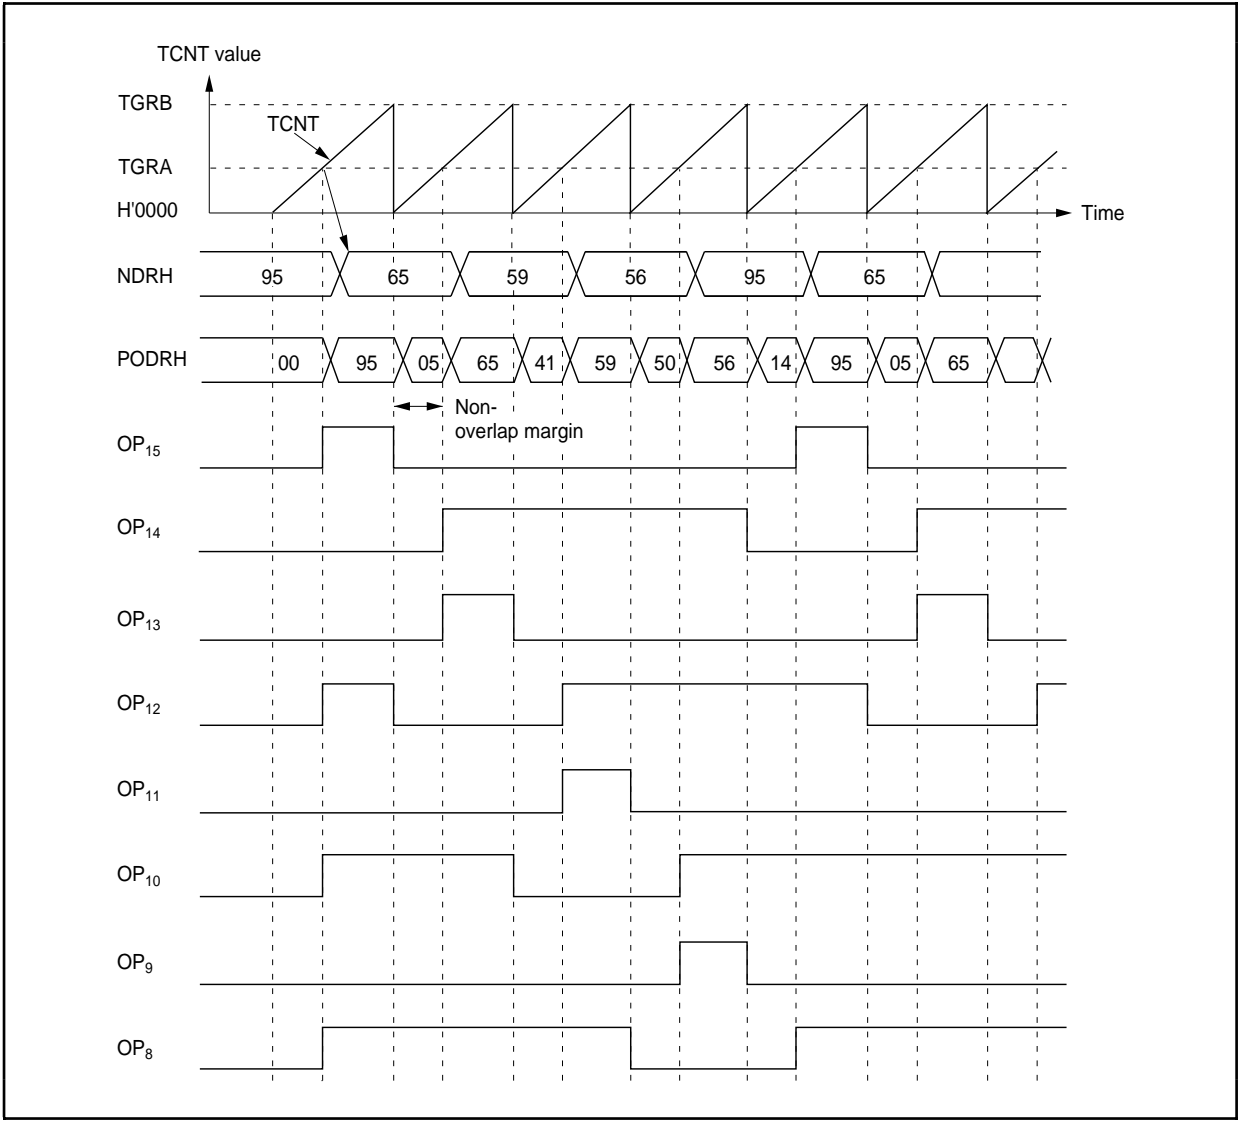 TCNT value
TGRB
TCNT
TGRA
H'0000
Time
NDRH 95 65 59 56 95 65
PODRH 00 95 05 65 41 59 50 56 14 95 05 65
Non-
overlap margin
OP15
OP14
OP13
OP12
OP11
OP10
OP9
OP8